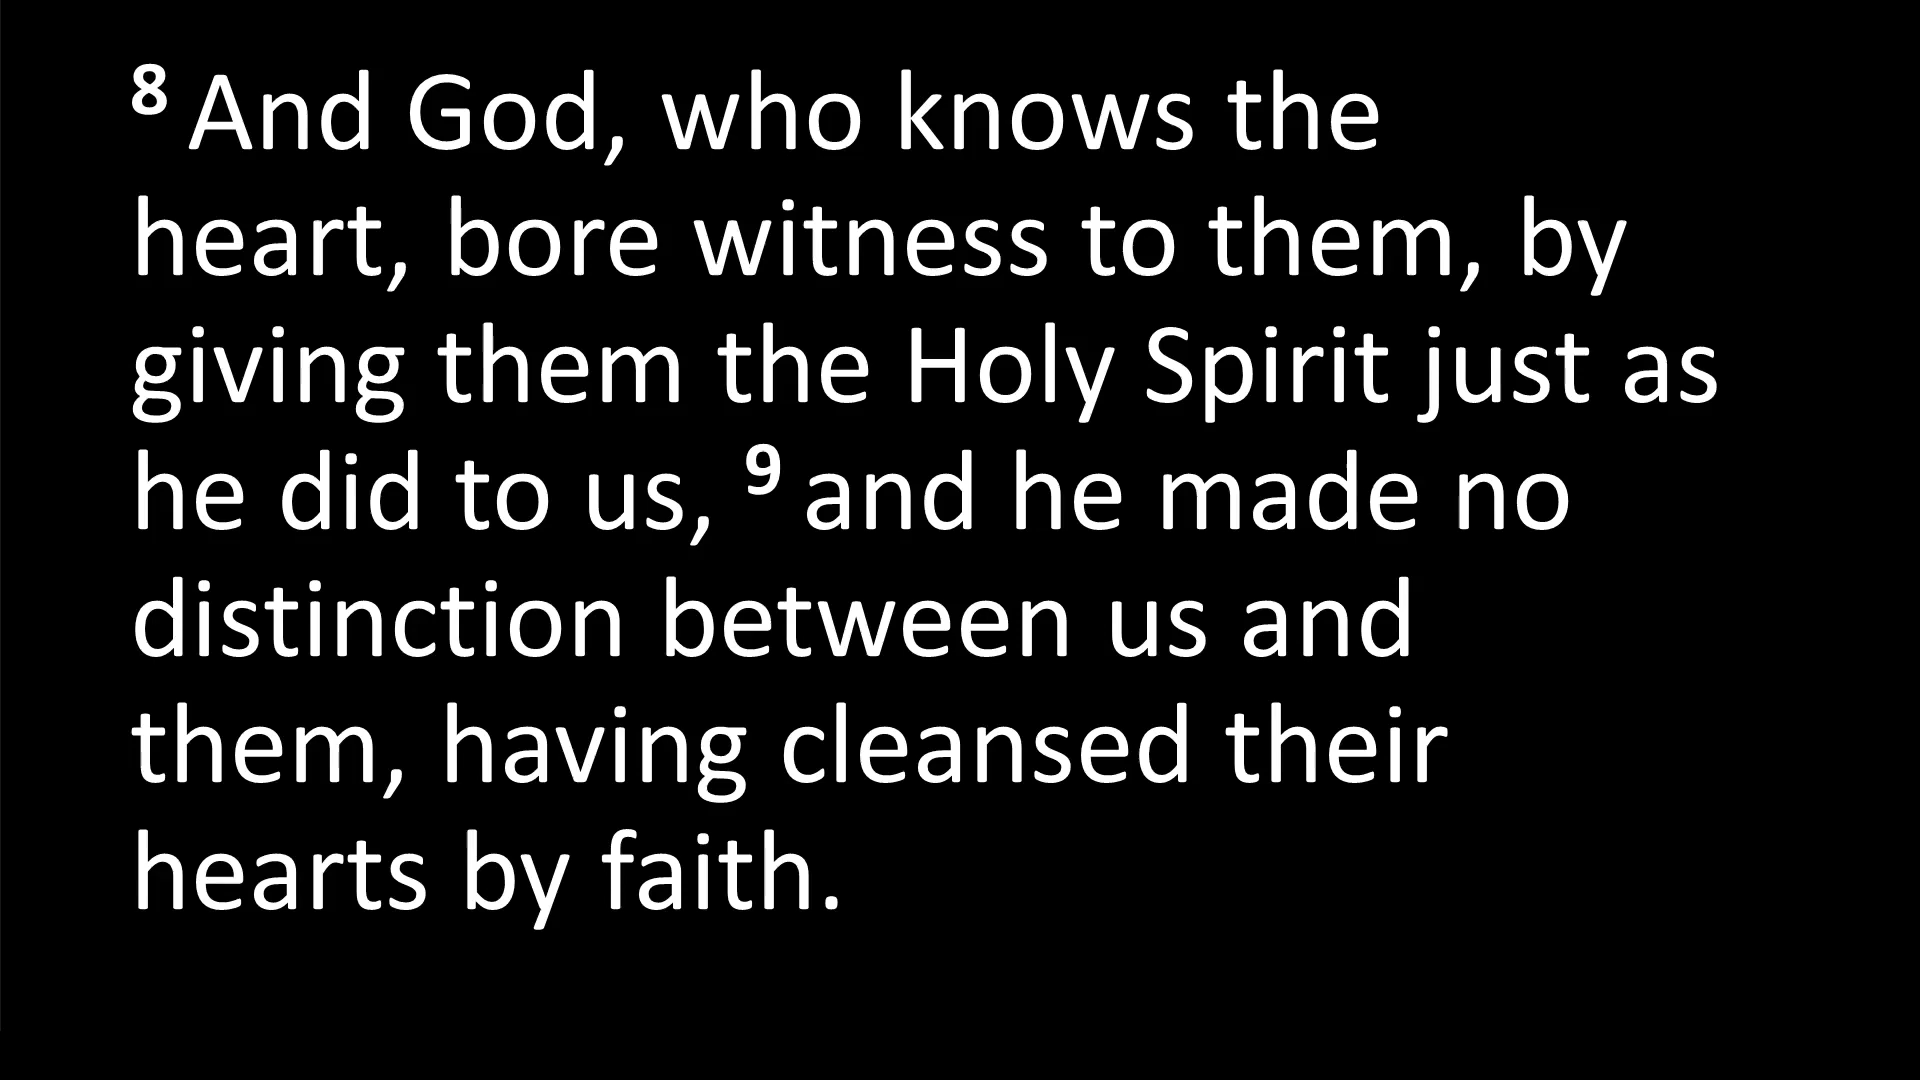 8 And God, who knows the
heart, bore witness to them, by
giving them the Holy Spirit just as
he did to us, 9 and he made no
distinction between us and
them, having cleansed their
hearts by faith.